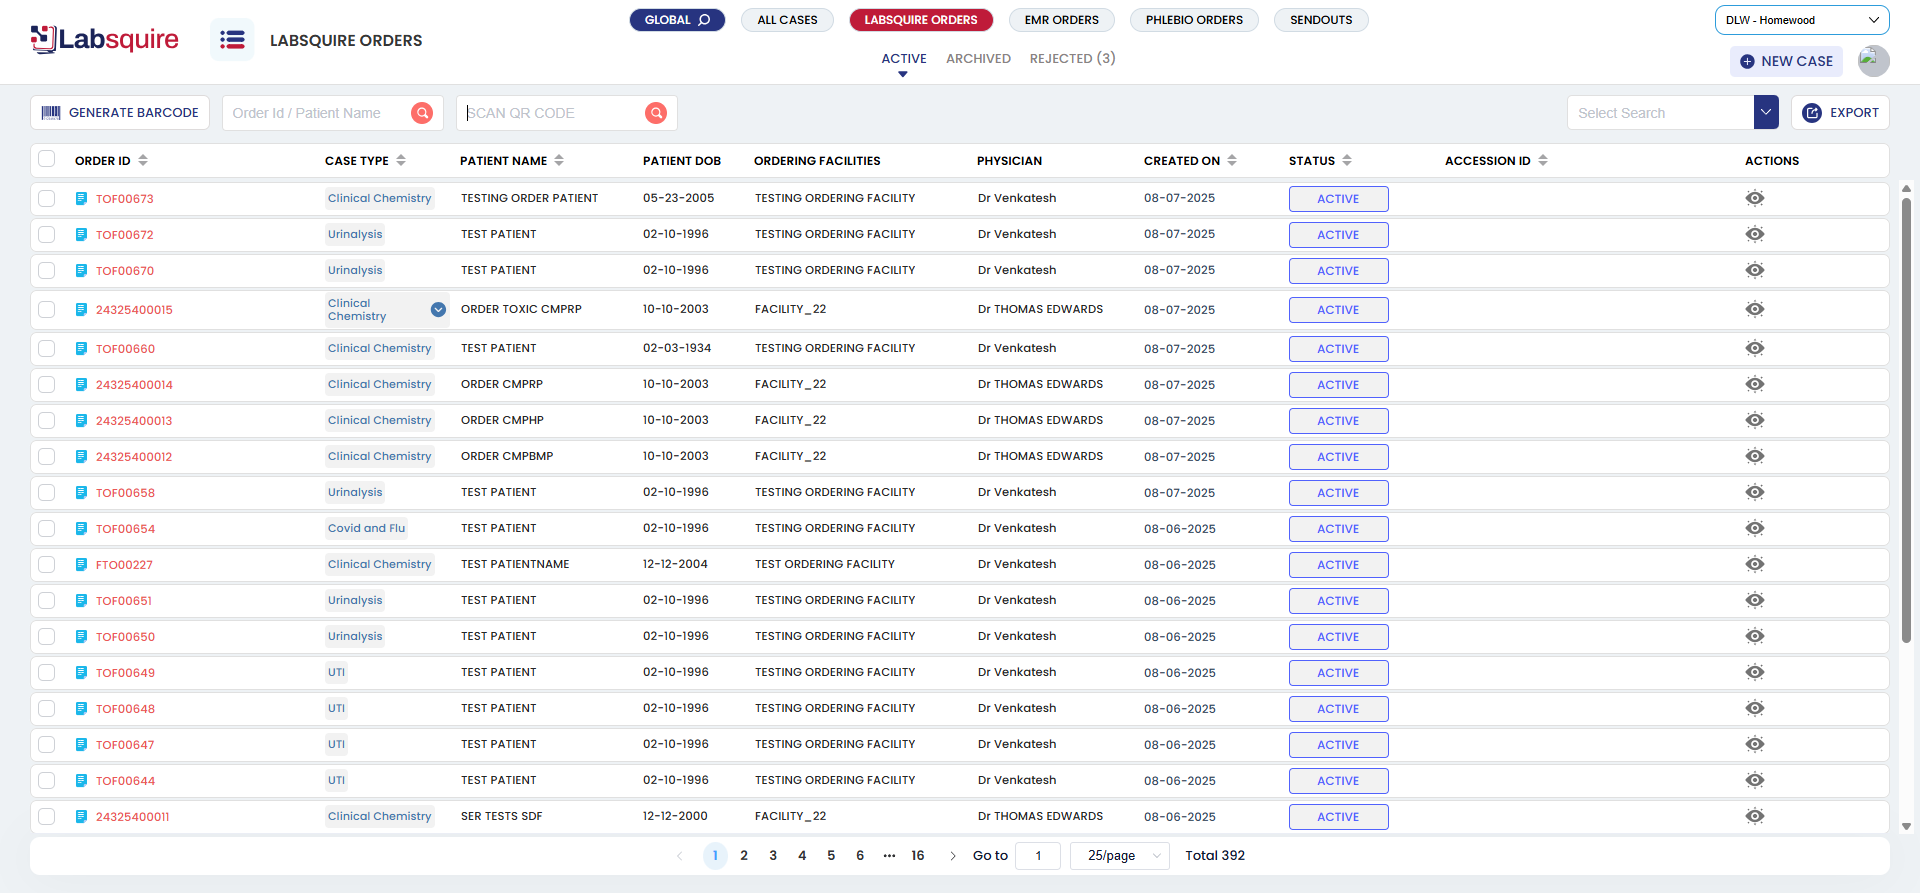 Labsquire
LABSQUIRE ORDERS
GLOBAL ALL CASES LABSQUIRE ORDERS EMR ORDERS PHLEBIO ORDERS SENDOUTS
ACTIVE ARCHIVED REJECTED (3)
DLW - Homewood
NEW CASE
GENERATE BARCODE Order Id / Patient Name SCAN QR CODE Select Search EXPORT
ORDER ID CASE TYPE PATIENT NAME PATIENT DOB ORDERING FACILITIES PHYSICIAN CREATED ON STATUS ACCESSION ID ACTIONS
TOF00673 Clinical Chemistry TESTING ORDER PATIENT 05-23-2005 TESTING ORDERING FACILITY Dr Venkatesh 08-07-2025 ACTIVE
TOF00672 Urinalysis TEST PATIENT 02-10-1996 TESTING ORDERING FACILITY Dr Venkatesh 08-07-2025 ACTIVE
TOF00670 Urinalysis TEST PATIENT 02-10-1996 TESTING ORDERING FACILITY Dr Venkatesh 08-07-2025 ACTIVE
24325400015 Clinical Chemistry ORDER TOXIC CMPRP 10-10-2003 FACILITY_22 Dr THOMAS EDWARDS 08-07-2025 ACTIVE
TOF00660 Clinical Chemistry TEST PATIENT 02-03-1934 TESTING ORDERING FACILITY Dr Venkatesh 08-07-2025 ACTIVE
24325400014 Clinical Chemistry ORDER CMPRP 10-10-2003 FACILITY_22 Dr THOMAS EDWARDS 08-07-2025 ACTIVE
24325400013 Clinical Chemistry ORDER CMPHP 10-10-2003 FACILITY_22 Dr THOMAS EDWARDS 08-07-2025 ACTIVE
24325400012 Clinical Chemistry ORDER CMPBMP 10-10-2003 FACILITY_22 Dr THOMAS EDWARDS 08-07-2025 ACTIVE
TOF00658 Urinalysis TEST PATIENT 02-10-1996 TESTING ORDERING FACILITY Dr Venkatesh 08-07-2025 ACTIVE
TOF00654 Covid and Flu TEST PATIENT 02-10-1996 TESTING ORDERING FACILITY Dr Venkatesh 08-06-2025 ACTIVE
FTO00227 Clinical Chemistry TEST PATIENTNAME 12-12-2004 TEST ORDERING FACILITY Dr Venkatesh 08-06-2025 ACTIVE
TOF00651 Urinalysis TEST PATIENT 02-10-1996 TESTING ORDERING FACILITY Dr Venkatesh 08-06-2025 ACTIVE
TOF00650 Urinalysis TEST PATIENT 02-10-1996 TESTING ORDERING FACILITY Dr Venkatesh 08-06-2025 ACTIVE
TOF00649 UTI TEST PATIENT 02-10-1996 TESTING ORDERING FACILITY Dr Venkatesh 08-06-2025 ACTIVE
TOF00648 UTI TEST PATIENT 02-10-1996 TESTING ORDERING FACILITY Dr Venkatesh 08-06-2025 ACTIVE
TOF00647 UTI TEST PATIENT 02-10-1996 TESTING ORDERING FACILITY Dr Venkatesh 08-06-2025 ACTIVE
TOF00644 UTI TEST PATIENT 02-10-1996 TESTING ORDERING FACILITY Dr Venkatesh 08-06-2025 ACTIVE
24325400011 Clinical Chemistry SER TESTS SDF 12-12-2000 FACILITY_22 Dr THOMAS EDWARDS 08-06-2025 ACTIVE
1 2 3 4 5 6 ••• 16 Go to 1 25/page Total 392